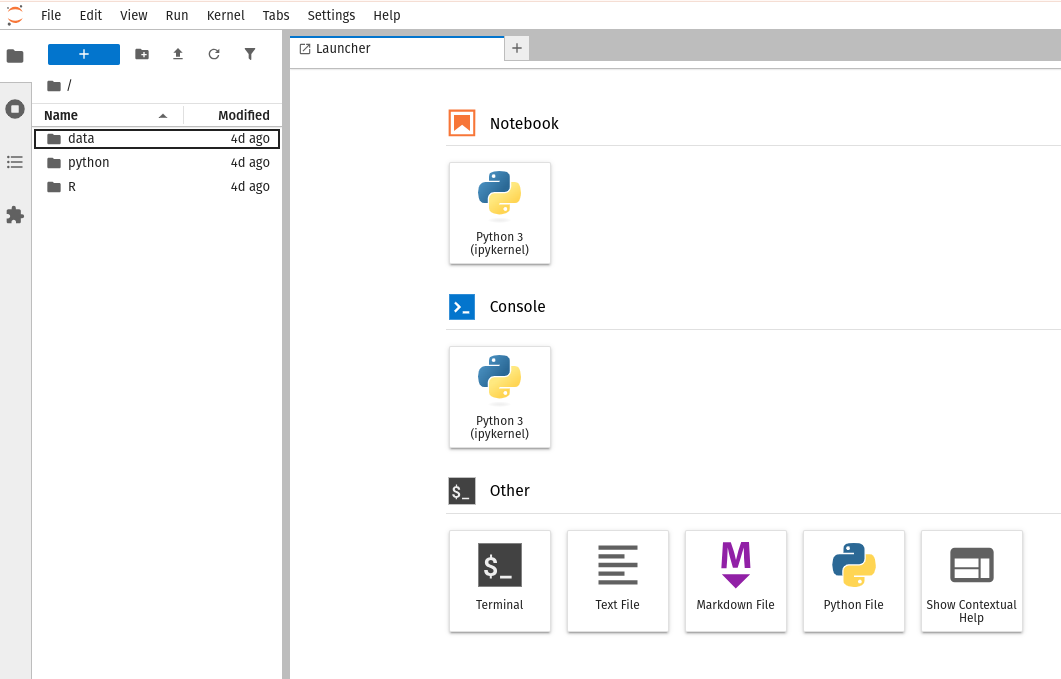 File Edit View Run Kernel Tabs Settings Help
+
Launcher
+
/
Name Modified
data 4d ago
python 4d ago
R 4d ago
Notebook
Python 3
(ipykernel)
>_ Console
Python 3
(ipykernel)
$_ Other
$_
Terminal
Text File
M
Markdown File
Python File
Show Contextual
Help